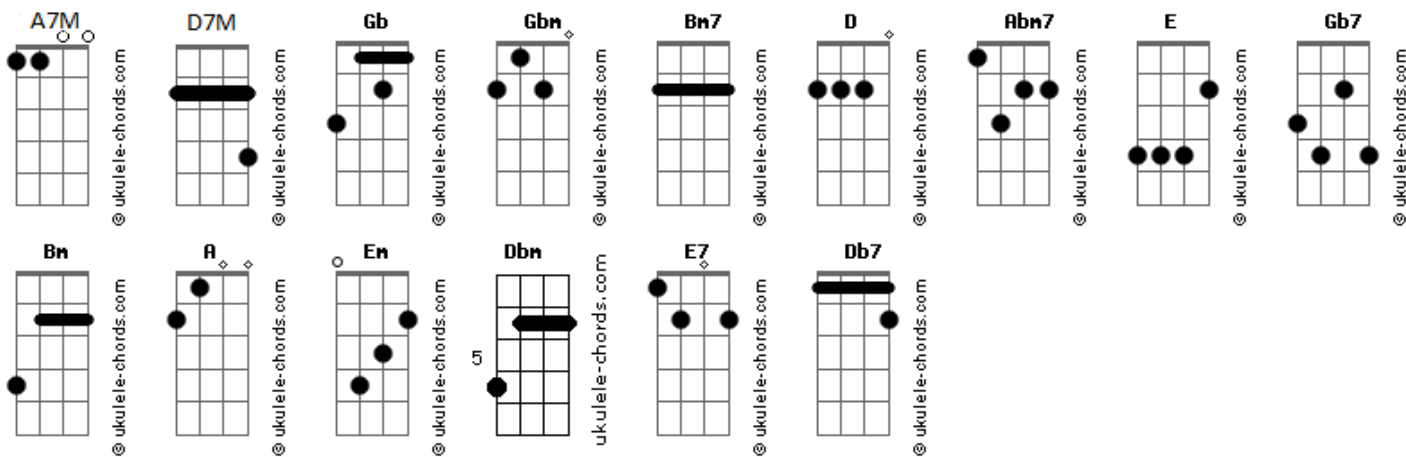 A7M D7M Gb Gbm Bm7 D Abm7 E Gb7
© ukulele-chords.com © ukulele-chords.com © ukulele-chords.com © ukulele-chords.com © ukulele-chords.com © ukulele-chords.com © ukulele-chords.com © ukulele-chords.com © ukulele-chords.com
Bm A Em Dbm E7 Db7
5
© ukulele-chords.com © ukulele-chords.com © ukulele-chords.com ukulele-chords.com © ukulele-chords.com © ukulele-chords.com